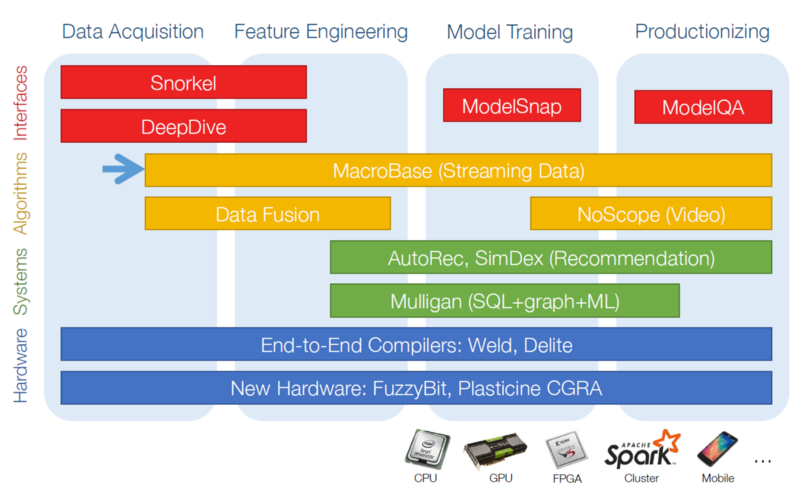 Data Acquisition
Feature Engineering
Model Training
Productionizing
Interfaces
Snorkel
DeepDive
ModelSnap
ModelQA
Algorithms
MacroBase (Streaming Data)
Data Fusion
NoScope (Video)
Systems
AutoRec, SimDex (Recommendation)
Mulligan (SQL+graph+ML)
Hardware
End-to-End Compilers: Weld, Delite
New Hardware: FuzzyBit, Plasticine CGRA
CPU
GPU
FPGA
APACHE
Spark
Cluster
Mobile
...